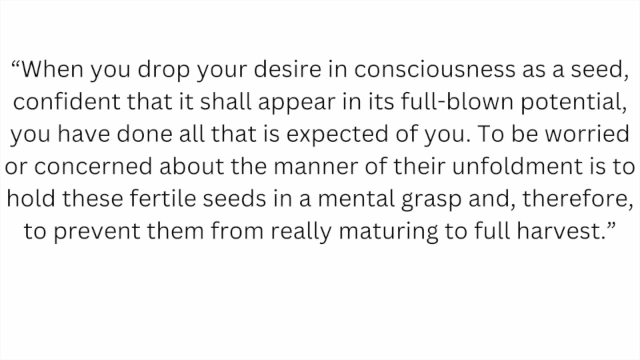 “When you drop your desire in consciousness as a seed,
confident that it shall appear in its full-blown potential,
you have done all that is expected of you. To be worried
or concerned about the manner of their unfoldment is to
hold these fertile seeds in a mental grasp and, therefore,
to prevent them from really maturing to full harvest.”